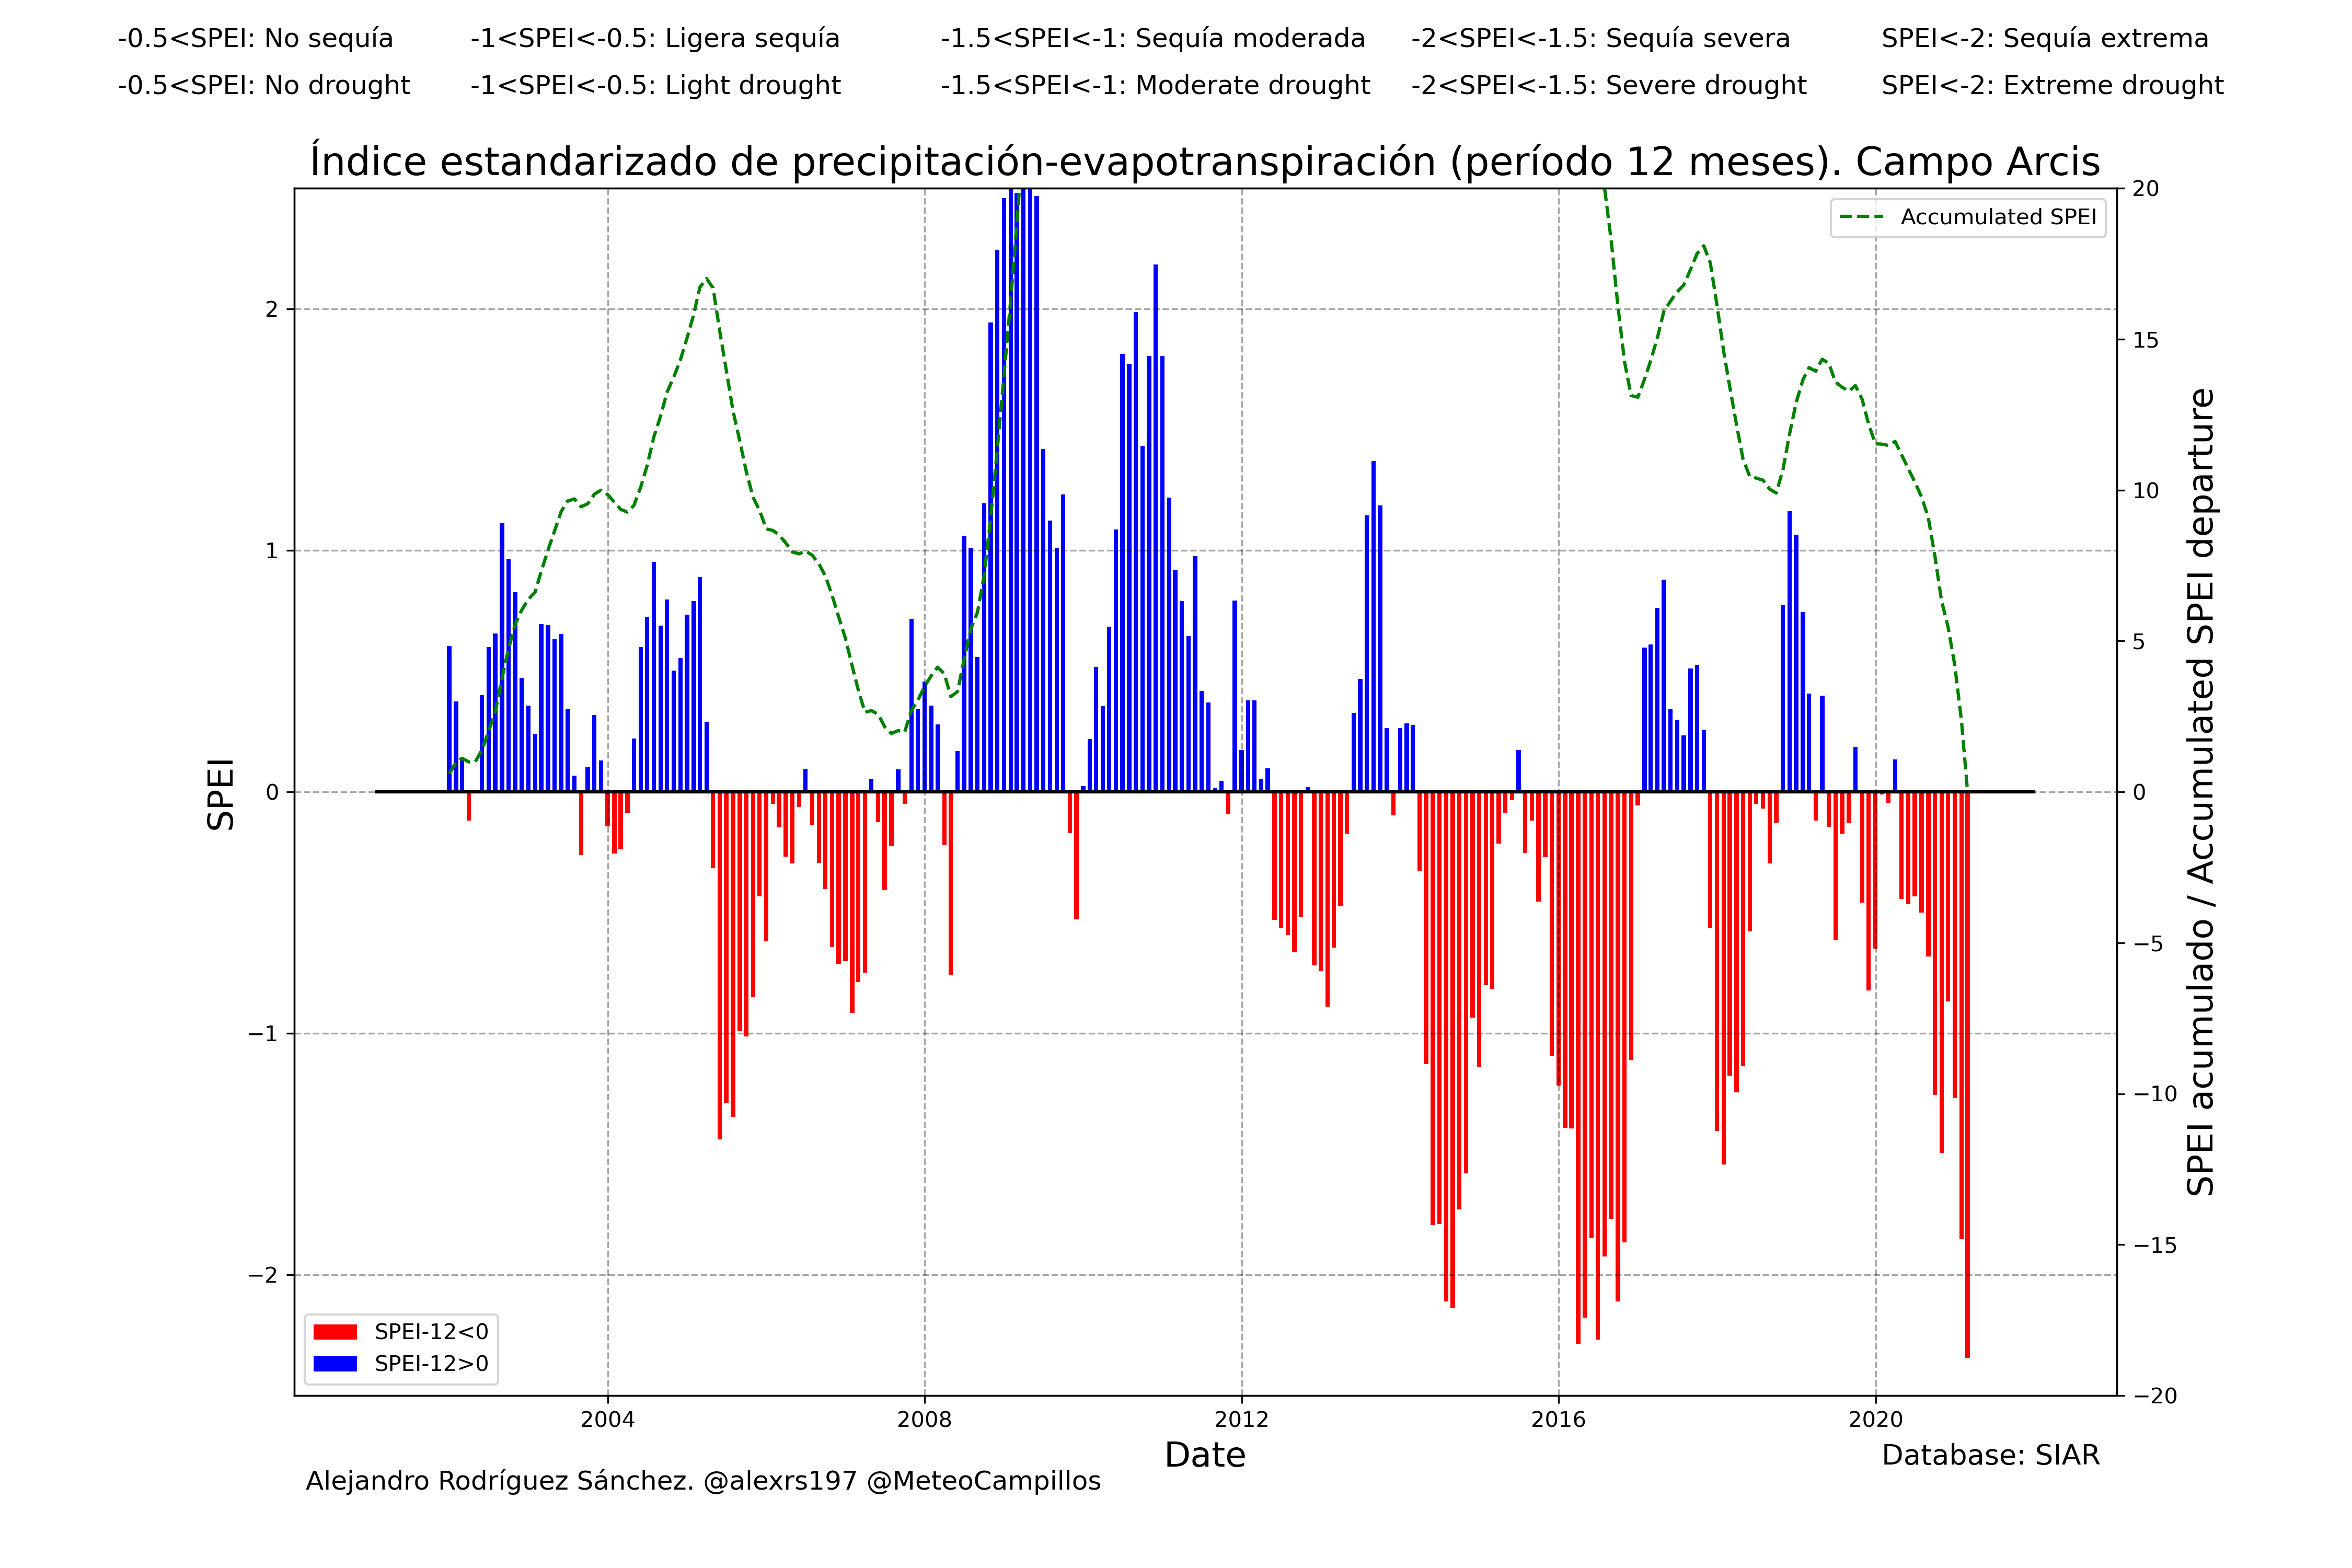 -0.5<SPEI: No sequía -1<SPEI<-0.5: Ligera sequía -1.5<SPEI<-1: Sequía moderada -2<SPEI<-1.5: Sequía severa SPEI<-2: Sequía extrema
-0.5<SPEI: No drought -1<SPEI<-0.5: Light drought -1.5<SPEI<-1: Moderate drought -2<SPEI<-1.5: Severe drought SPEI<-2: Extreme drought
Índice estandarizado de precipitación-evapotranspiración (período 12 meses). Campo Arcis
Accumulated SPEI
SPEI
2
1
0
−1
−2
20
15
10
5
0
−5
−10
−15
−20
SPEI acumulado / Accumulated SPEI departure
SPEI-12<0
SPEI-12>0
2004 2008 2012 2016 2020
Date
Database: SIAR
Alejandro Rodríguez Sánchez. @alexrs197 @MeteoCampillos